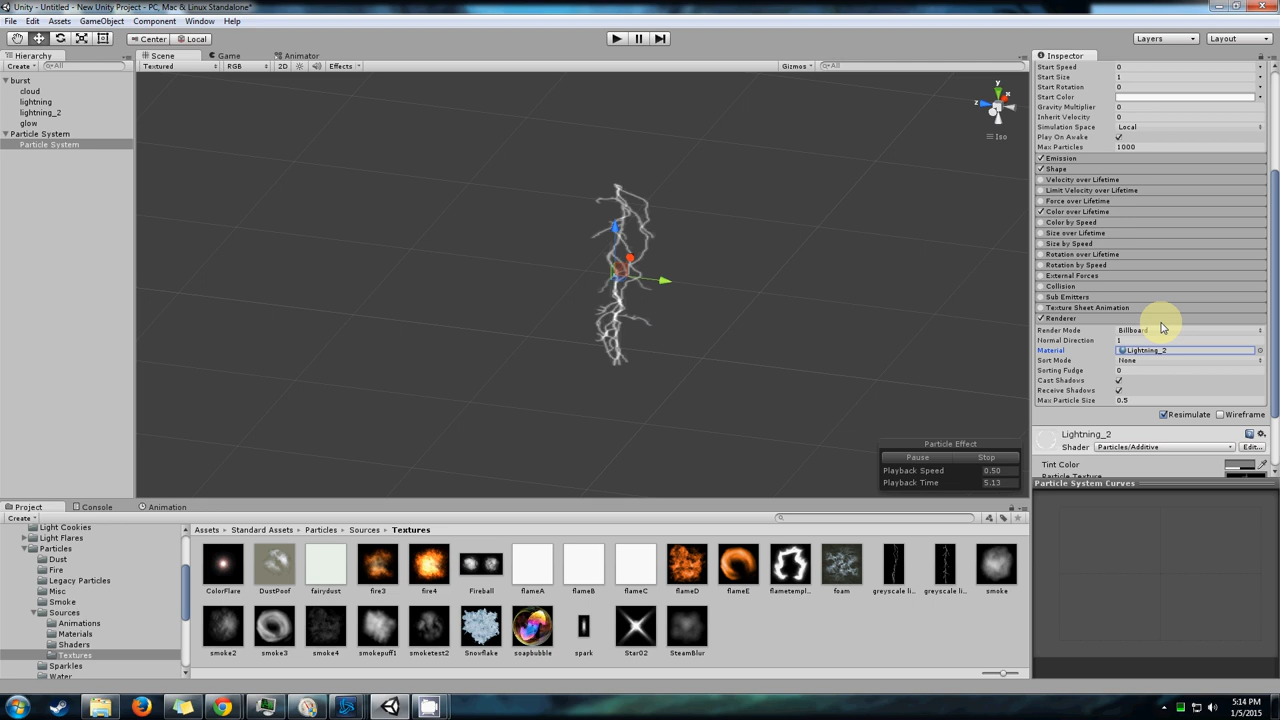 Unity - Untitled - New Unity Project - PC, Mac & Linux Standalone*
File Edit Assets GameObject Component Window Help
Center Local Layers Layout
Hierarchy
Create All
burst
cloud
lightning
lightning_2
glow
Particle System
Particle System
Scene Game Animator
Textured RGB 2D Effects Gizmos All
y
x
z
Iso
Particle Effect
Pause Stop
Playback Speed 0.50
Playback Time 5.13
Inspector
Start Speed 0
Start Size 1
Start Rotation 0
Start Color
Gravity Multiplier 0
Inherit Velocity 0
Simulation Space Local
Play On Awake
Max Particles 1000
Emission
Shape
Velocity over Lifetime
Limit Velocity over Lifetime
Force over Lifetime
Color over Lifetime
Color by Speed
Size over Lifetime
Size by Speed
Rotation over Lifetime
Rotation by Speed
External Forces
Collision
Sub Emitters
Texture Sheet Animation
Renderer
Render Mode Billboard
Normal Direction 1
Material Lightning_2
Sort Mode None
Sorting Fudge 0
Cast Shadows
Receive Shadows
Max Particle Size 0.5
Resimulate Wireframe
Lightning_2
Shader Particles/Additive Edit...
Tint Color
Particle Texture
Particle System Curves
Project Console Animation
Create
Light Cookies
Light Flares
Particles
Dust
Fire
Legacy Particles
Misc
Smoke
Sources
Animations
Materials
Shaders
Textures
Sparkles
Water
Assets Standard Assets Particles Sources Textures
ColorFlare DustPoof fairydust fire3 fire4 Fireball flameA flameB flameC flameD flameE flametempl... foam greyscale li... greyscale li... smoke
smoke2 smoke3 smoke4 smokepuff1 smoketest2 Snowflake soapbubble spark Star02 SteamBlur
5:14 PM
1/5/2015